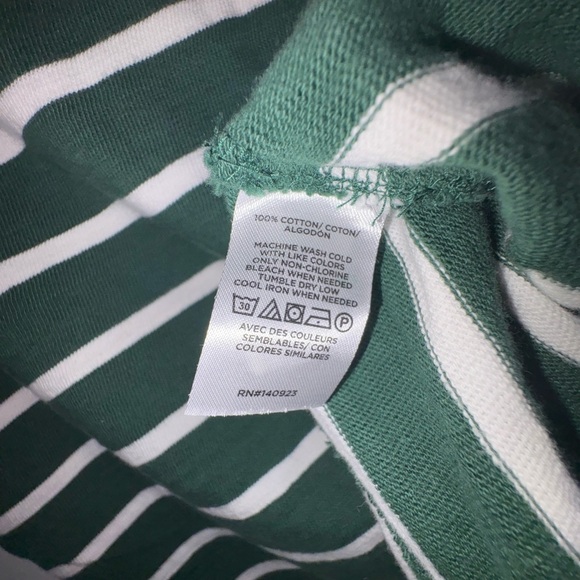 100% COTTON/ COTON/
ALGODON
MACHINE WASH COLD
WITH LIKE COLORS
ONLY NON-CHLORINE
BLEACH WHEN NEEDED
TUMBLE DRY LOW
COOL IRON WHEN NEEDED
30 P
AVEC DES COULEURS
SEMBLABLES/ CON
COLORES SIMILARES
RN#140923